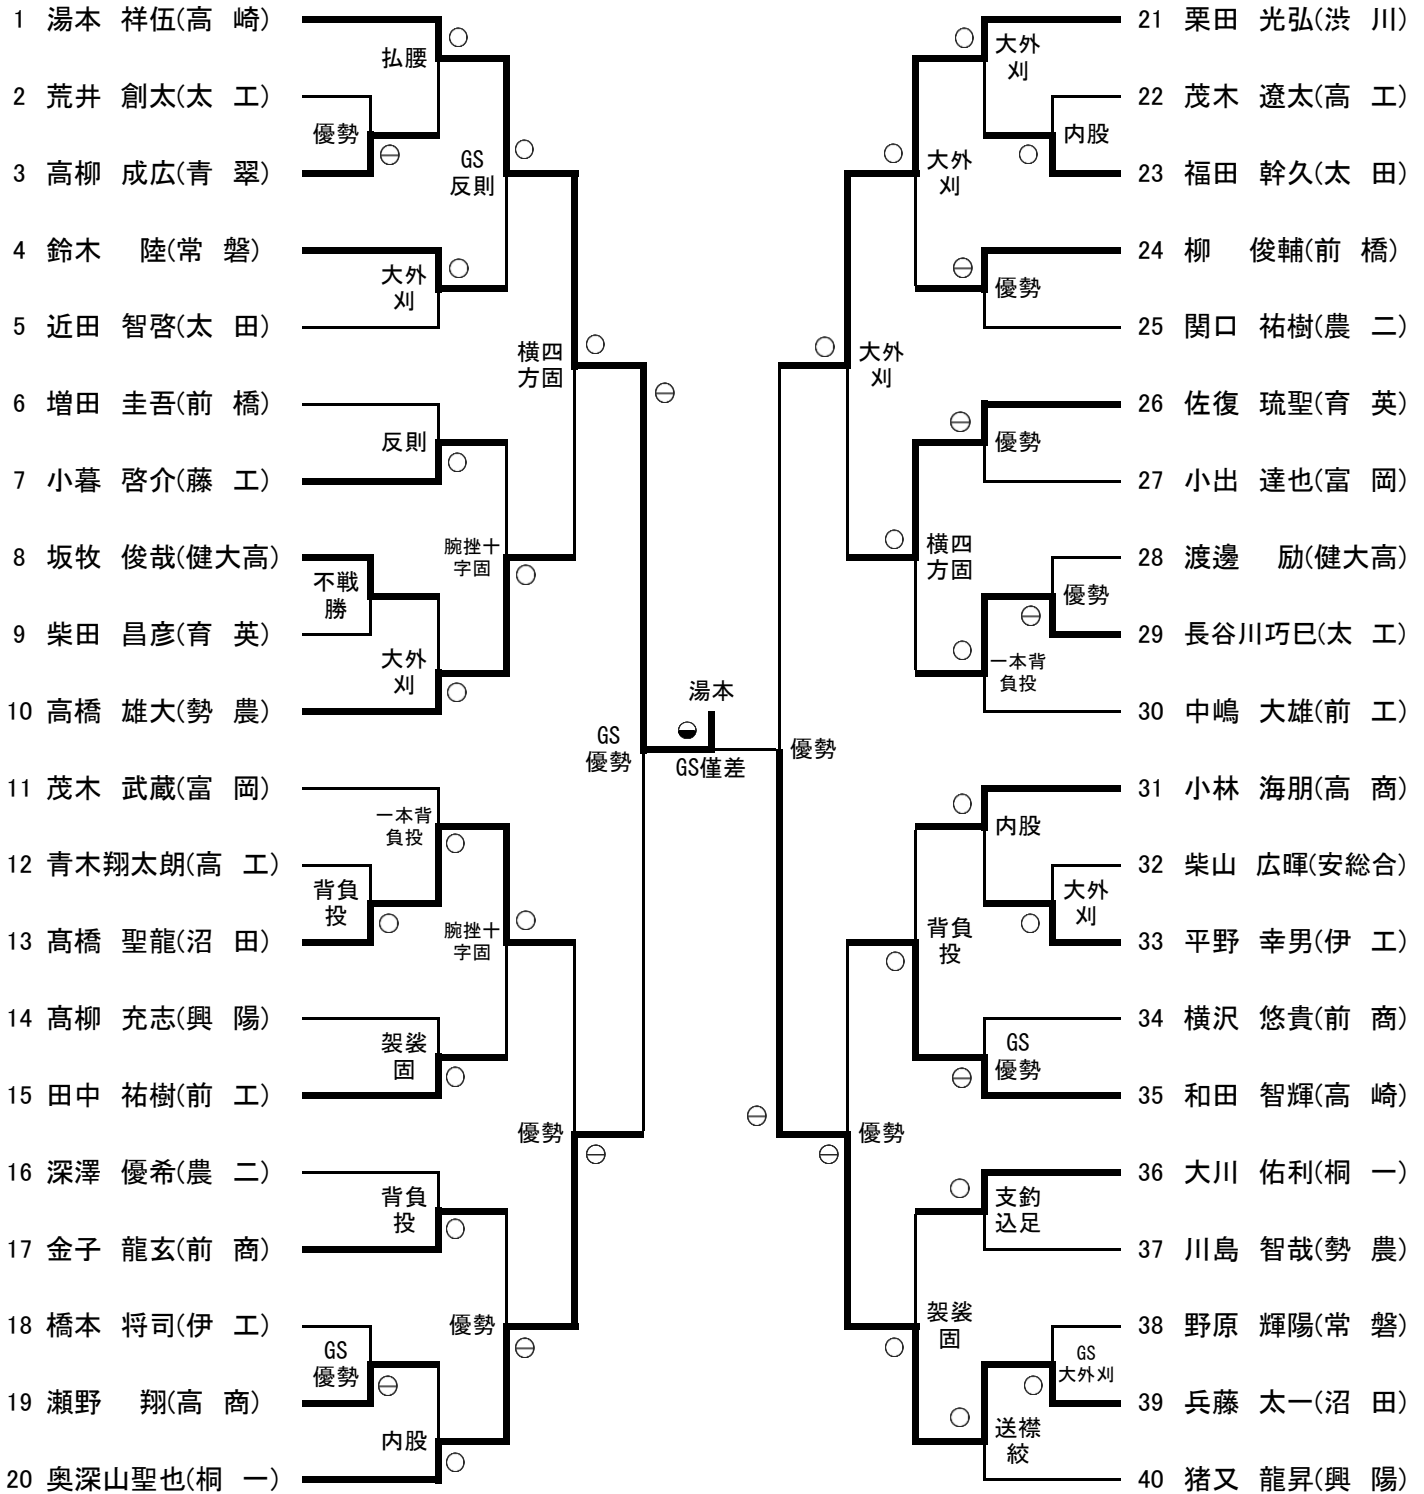 1 湯本 祥伍(高 崎)
2 荒井 創太(太 工)
3 高柳 成広(青 翠)
4 鈴木 陸(常 磐)
5 近田 智啓(太 田)
6 増田 圭吾(前 橋)
7 小暮 啓介(藤 工)
8 坂牧 俊哉(健大高)
9 柴田 昌彦(育 英)
10 高橋 雄大(勢 農)
11 茂木 武蔵(富 岡)
12 青木翔太朗(高 工)
13 髙橋 聖龍(沼 田)
14 髙柳 充志(興 陽)
15 田中 祐樹(前 工)
16 深澤 優希(農 二)
17 金子 龍玄(前 商)
18 橋本 将司(伊 工)
19 瀬野 翔(高 商)
20 奥深山聖也(桐 一)
払腰
優勢
大外
刈
反則
不戦
勝
大外
刈
一本背
負投
背負
投
袈裟
固
背負
投
GS
優勢
内股
GS
反則
腕挫十
字固
腕挫十
字固
優勢
横四
方固
優勢
GS
優勢
湯本
GS僅差
優勢
大外
刈
優勢
大外
刈
横四
方固
背負
投
袈裟
固
大外
刈
内股
優勢
優勢
優勢
一本背
負投
内股
大外
刈
GS
優勢
支釣
込足
GS
大外刈
送襟
絞
21 栗田 光弘(渋 川)
22 茂木 遼太(高 工)
23 福田 幹久(太 田)
24 柳 俊輔(前 橋)
25 関口 祐樹(農 二)
26 佐復 琉聖(育 英)
27 小出 達也(富 岡)
28 渡邊 励(健大高)
29 長谷川巧巳(太 工)
30 中嶋 大雄(前 工)
31 小林 海朋(高 商)
32 柴山 広暉(安総合)
33 平野 幸男(伊 工)
34 横沢 悠貴(前 商)
35 和田 智輝(高 崎)
36 大川 佑利(桐 一)
37 川島 智哉(勢 農)
38 野原 輝陽(常 磐)
39 兵藤 太一(沼 田)
40 猪又 龍昇(興 陽)